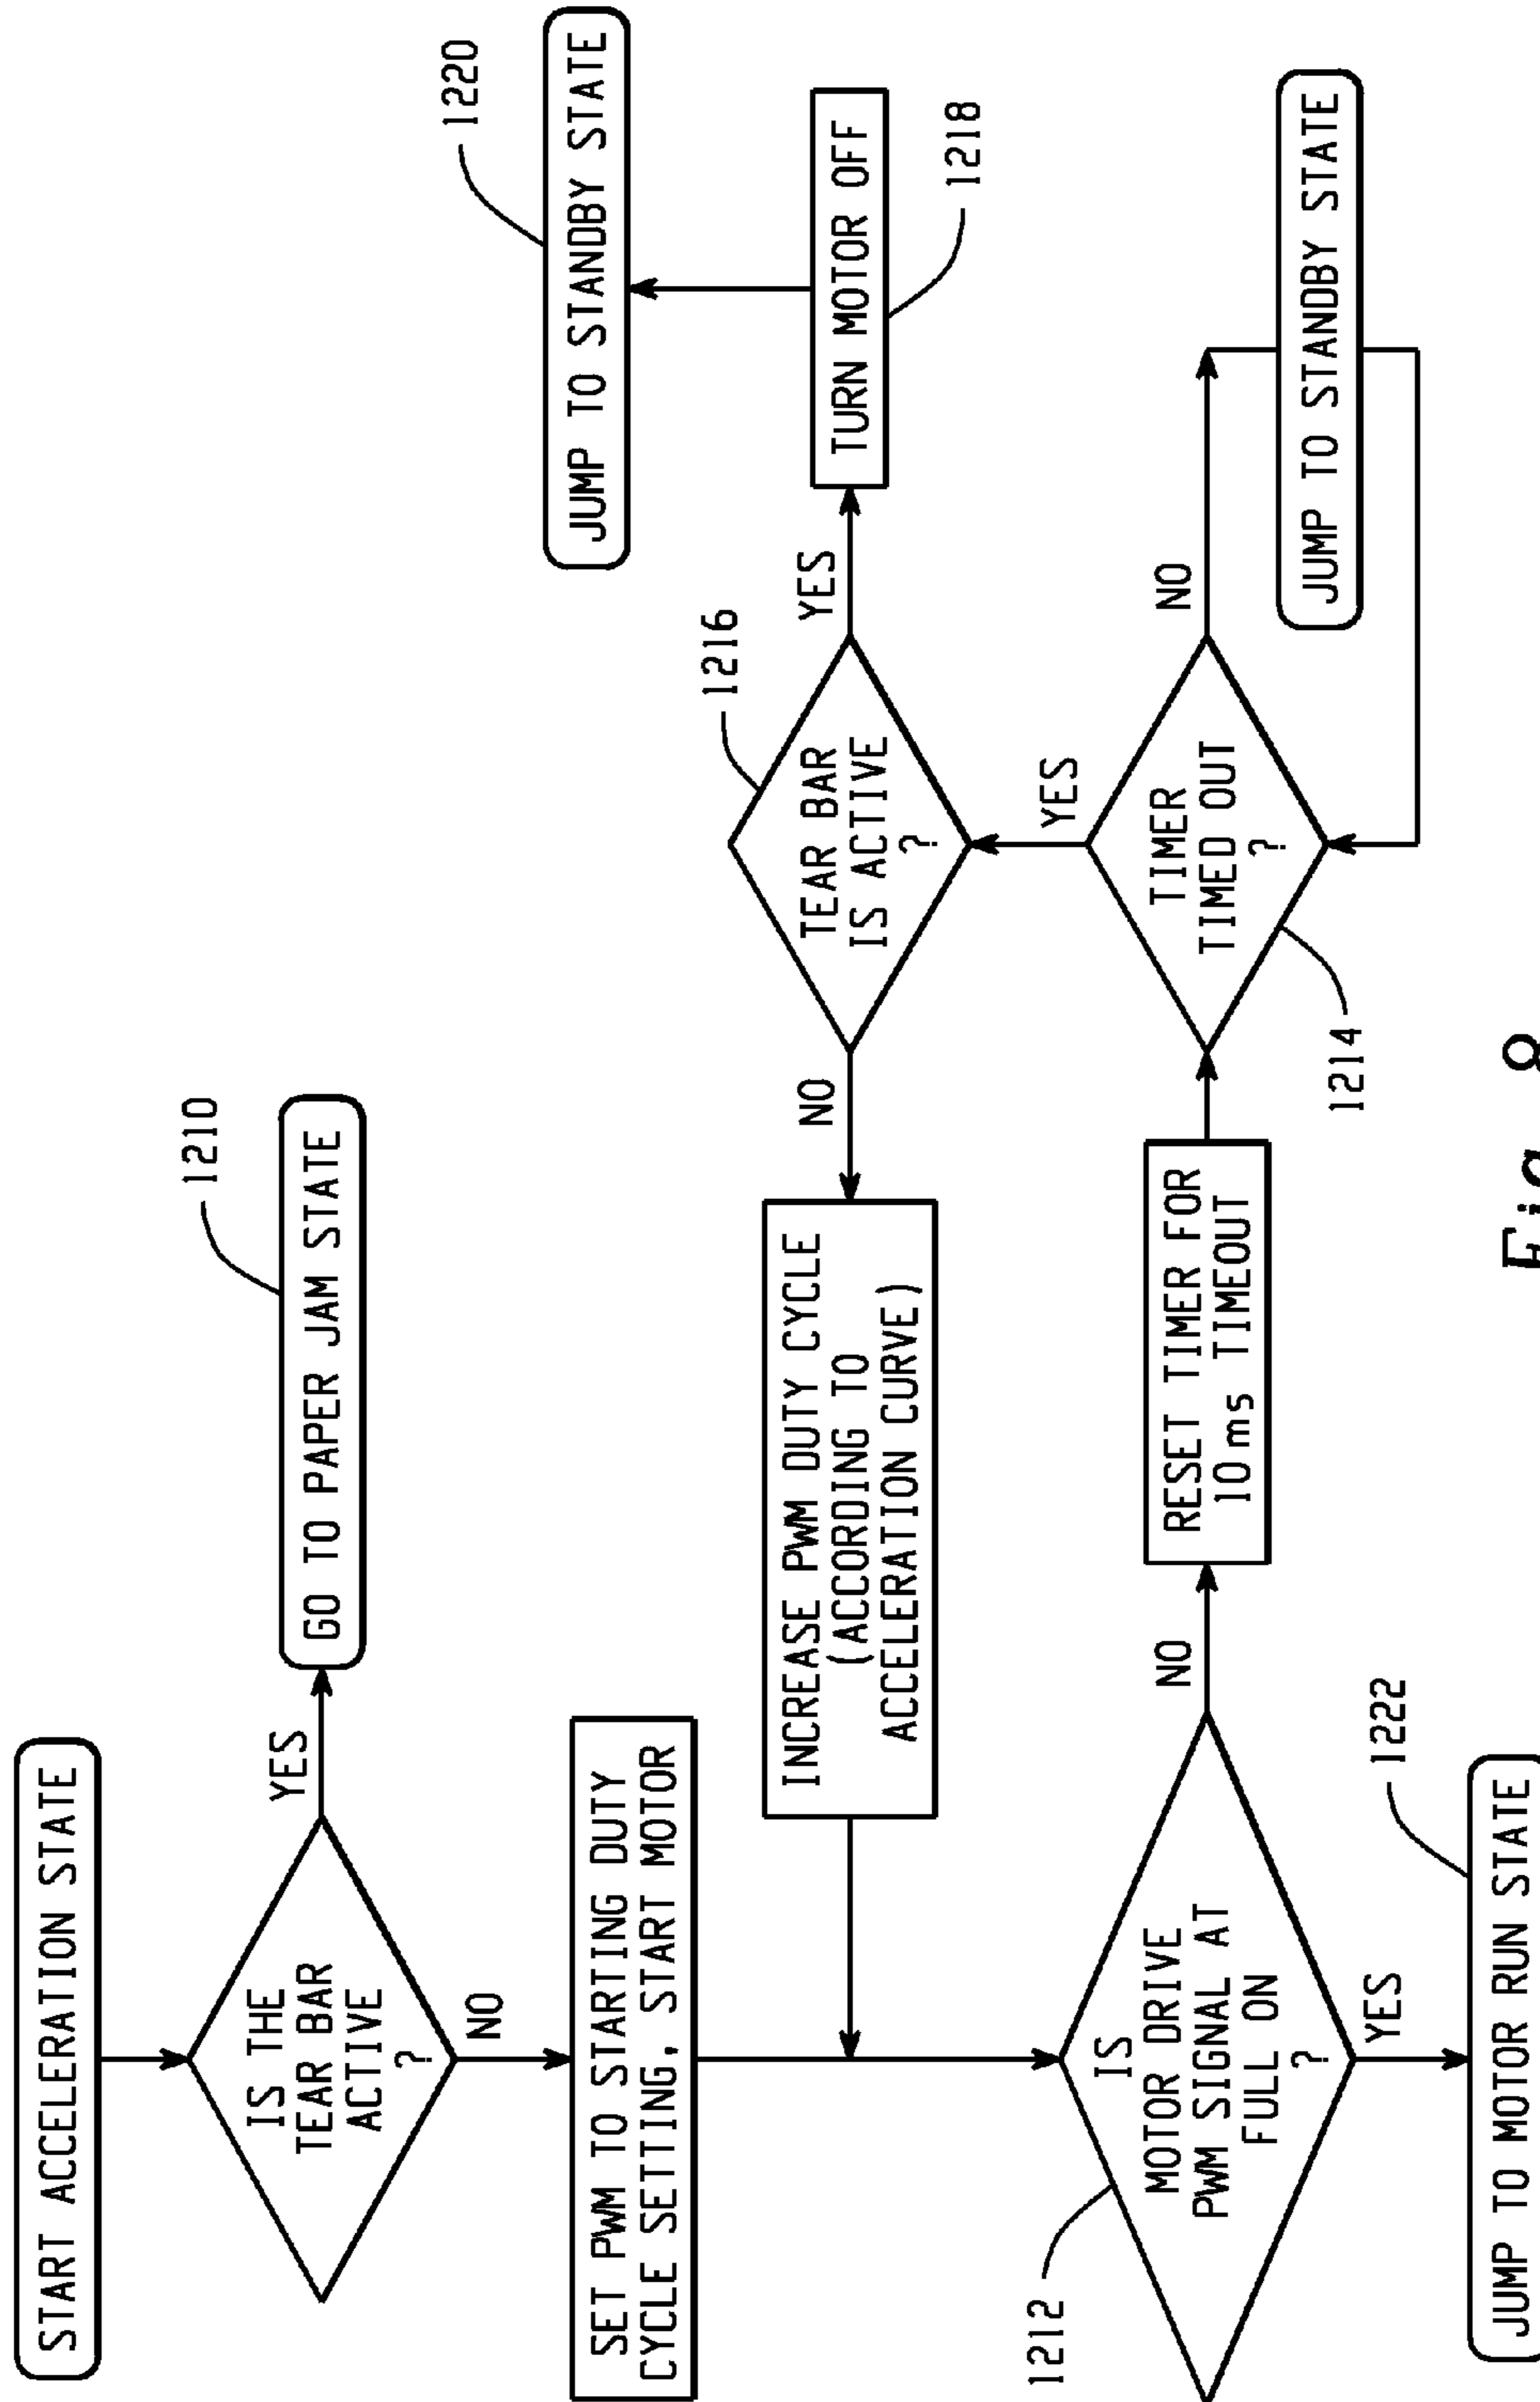 START ACCELERATION STATE
IS THE
TEAR BAR
ACTIVE
?
YES
1210
GO TO PAPER JAM STATE
NO
SET PWM TO STARTING DUTY
CYCLE SETTING, START MOTOR
1220
JUMP TO STANDBY STATE
INCREASE PWM DUTY CYCLE
(ACCORDING TO
ACCELERATION CURVE)
NO
1216
TEAR BAR
IS ACTIVE
?
YES
TURN MOTOR OFF
1218
1212
IS
MOTOR DRIVE
PWM SIGNAL AT
FULL ON
?
NO
RESET TIMER FOR
10ms TIMEOUT
YES
TIMER
TIMED OUT
?
1214
NO
JUMP TO STANDBY STATE
YES
1222
JUMP TO MOTOR RUN STATE
Fig. 8